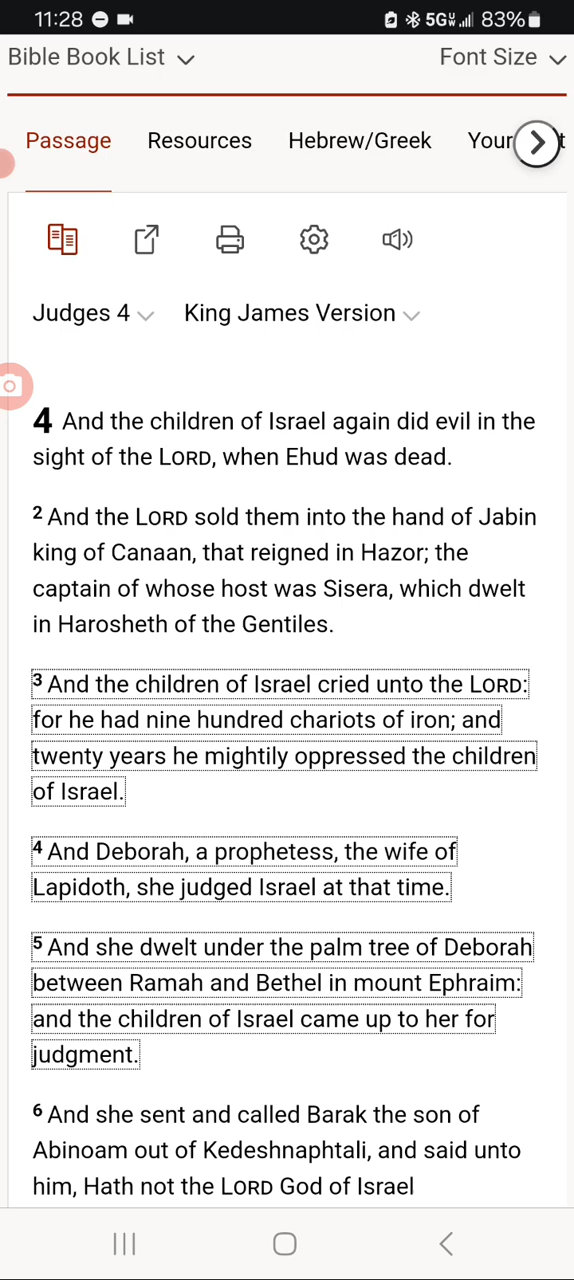 11:28 5G 83%
Bible Book List Font Size
Passage Resources Hebrew/Greek Your
Judges 4 King James Version
4 And the children of Israel again did evil in the
sight of the LORD, when Ehud was dead.
2 And the LORD sold them into the hand of Jabin
king of Canaan, that reigned in Hazor; the
captain of whose host was Sisera, which dwelt
in Harosheth of the Gentiles.
3 And the children of Israel cried unto the LORD:
for he had nine hundred chariots of iron; and
twenty years he mightily oppressed the children
of Israel.
4 And Deborah, a prophetess, the wife of
Lapidoth, she judged Israel at that time.
5 And she dwelt under the palm tree of Deborah
between Ramah and Bethel in mount Ephraim:
and the children of Israel came up to her for
judgment.
6 And she sent and called Barak the son of
Abinoam out of Kedeshnaphtali, and said unto
him, Hath not the LORD God of Israel